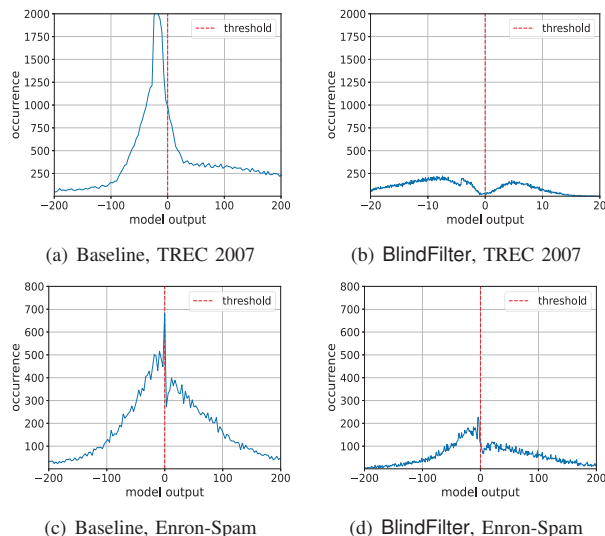 2000
1750
1500
1250
1000
750
500
250
occurrence
threshold
−200 −100 0 100 200
model output
(a) Baseline, TREC 2007
2000
1750
1500
1250
1000
750
500
250
occurrence
threshold
−20 −10 0 10 20
model output
(b) BlindFilter, TREC 2007
800
700
600
500
400
300
200
100
occurrence
threshold
−200 −100 0 100 200
model output
(c) Baseline, Enron-Spam
800
700
600
500
400
300
200
100
occurrence
threshold
−200 −100 0 100 200
model output
(d) BlindFilter, Enron-Spam